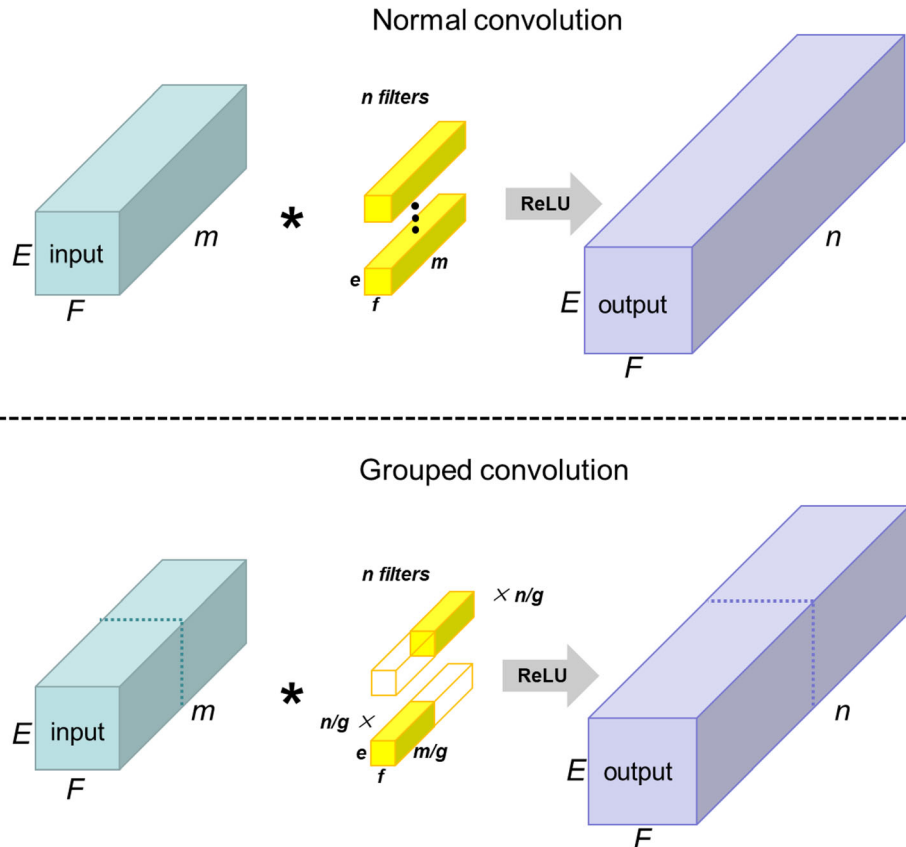 Normal convolution
n filters
E
input
F
m
*
e
f
m
ReLU
E
output
F
n
Grouped convolution
n filters
× n/g
E
input
F
m
*
n/g ×
e
f
m/g
ReLU
E
output
F
n